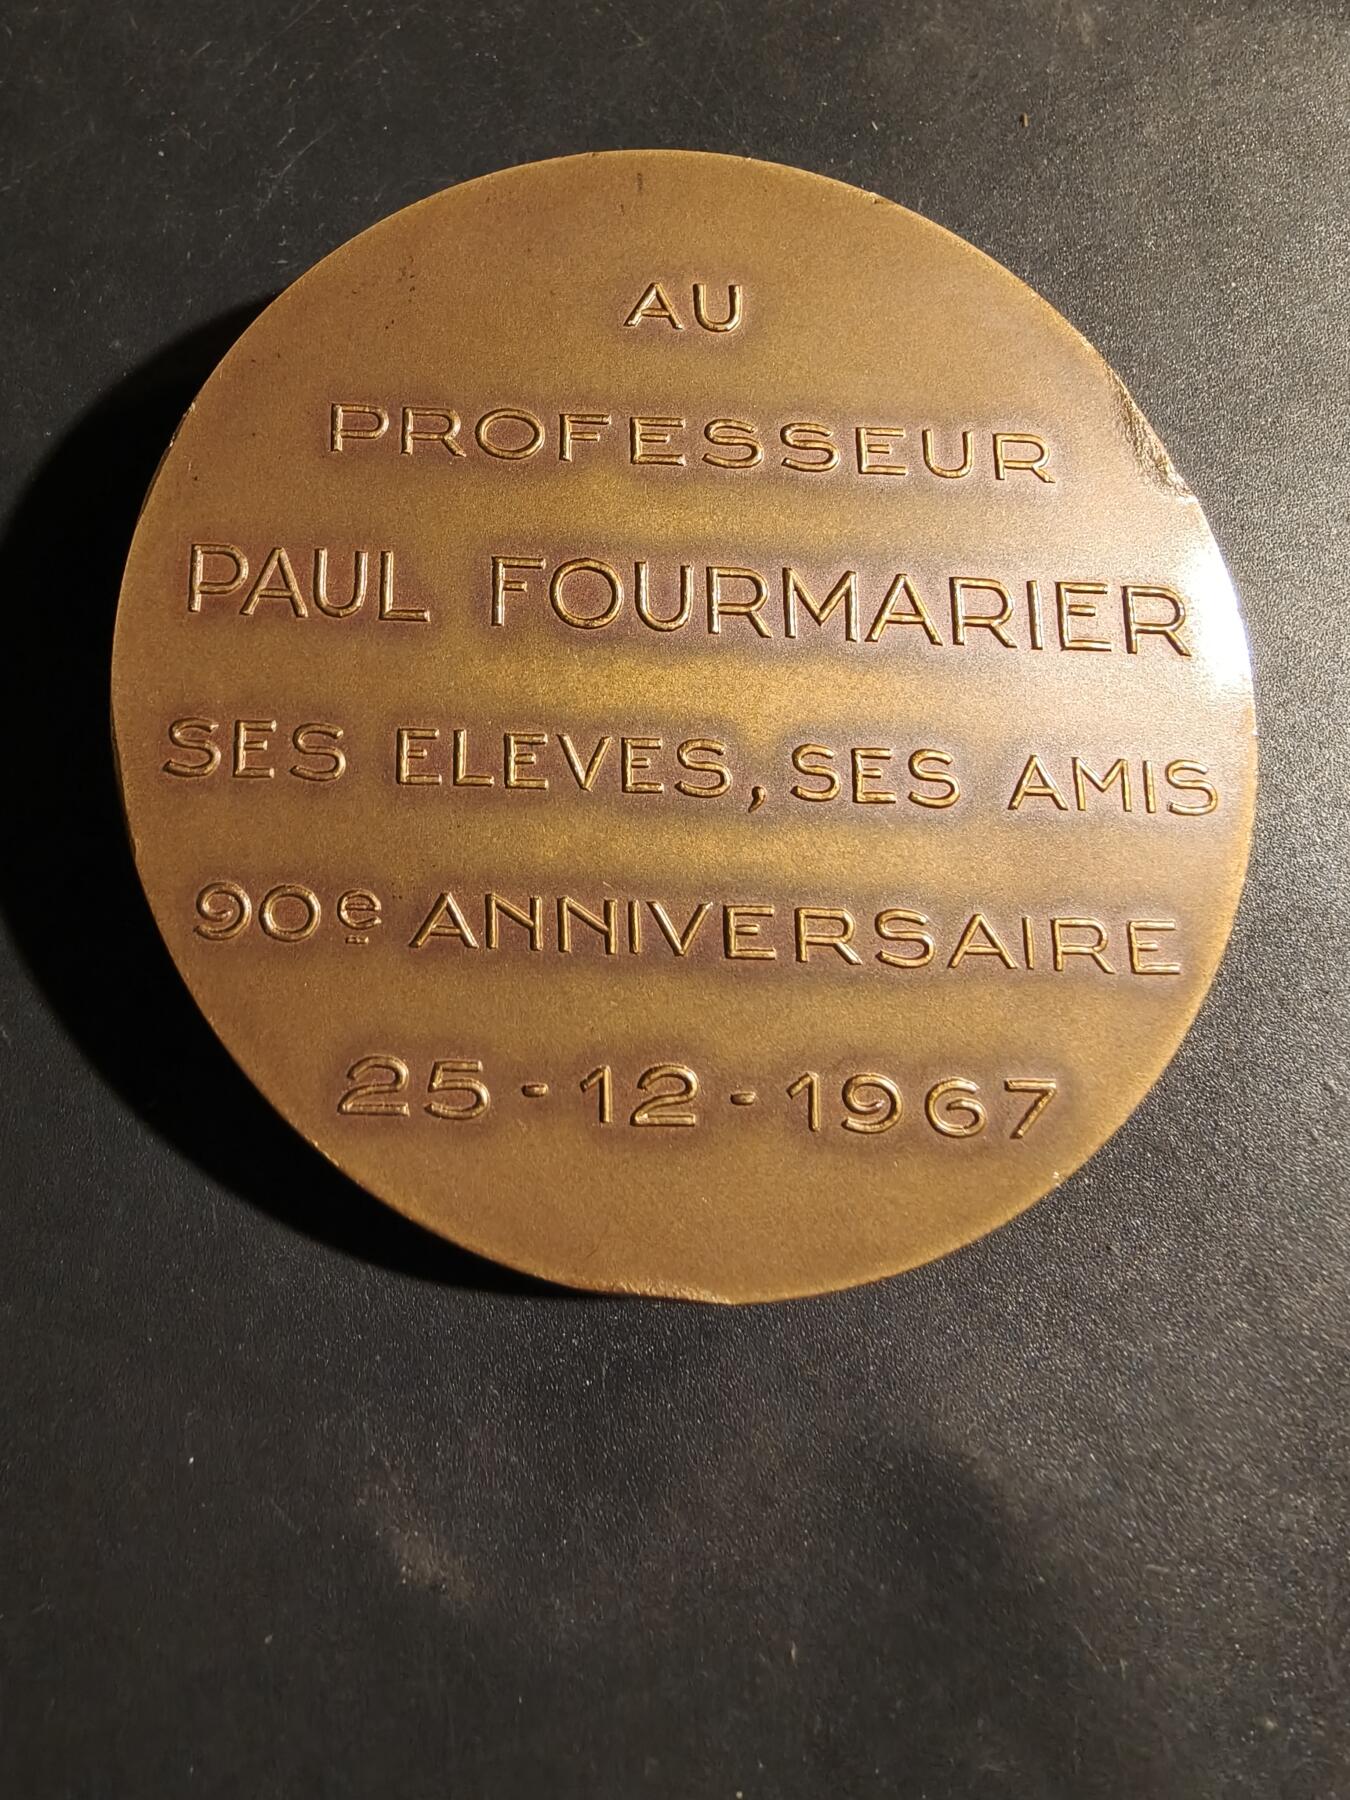 AU
PROFESSEUR
PAUL FOURMARIER
SES ELEVES, SES AMIS
90e ANNIVERSAIRE
25-12-1967